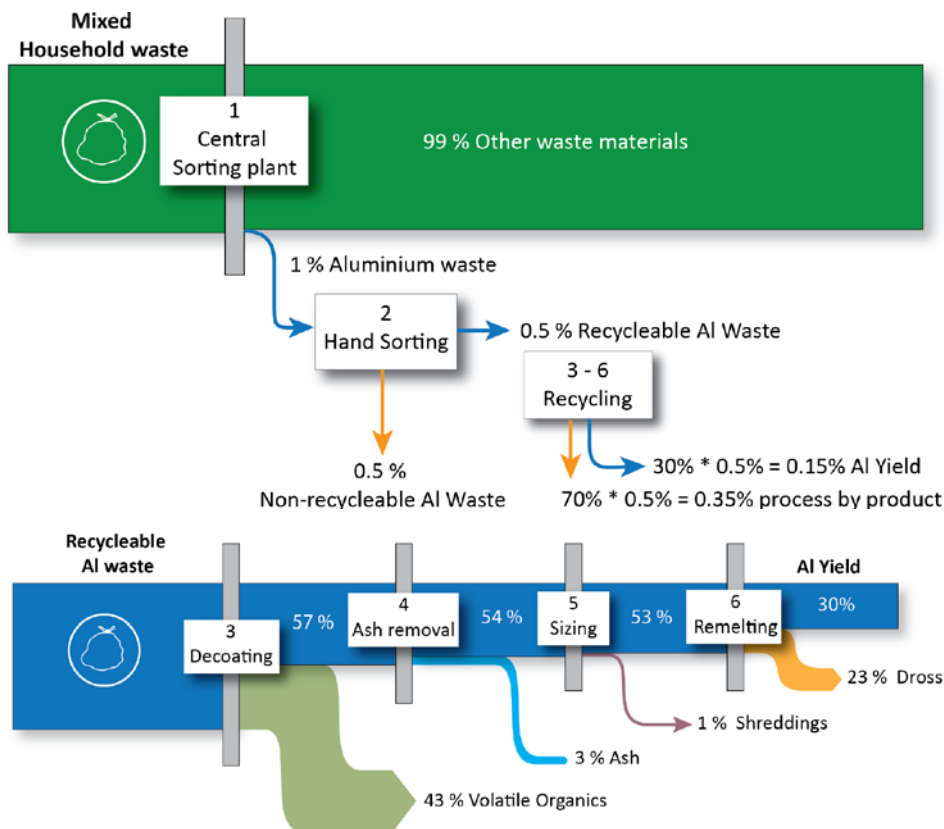 Mixed
Household waste
1
Central
Sorting plant
99 % Other waste materials
1 % Aluminium waste
2
Hand Sorting
0.5 % Recycleable Al Waste
3 - 6
Recycling
0.5 %
Non-recycleable Al Waste
30% * 0.5% = 0.15% Al Yield
70% * 0.5% = 0.35% process by product
Recycleable
Al waste
Al Yield
3
Decoating
57 %
4
Ash removal
54 %
5
Sizing
53 %
6
Remelting
30%
23 % Dross
1 % Shreddings
3 % Ash
43 % Volatile Organics